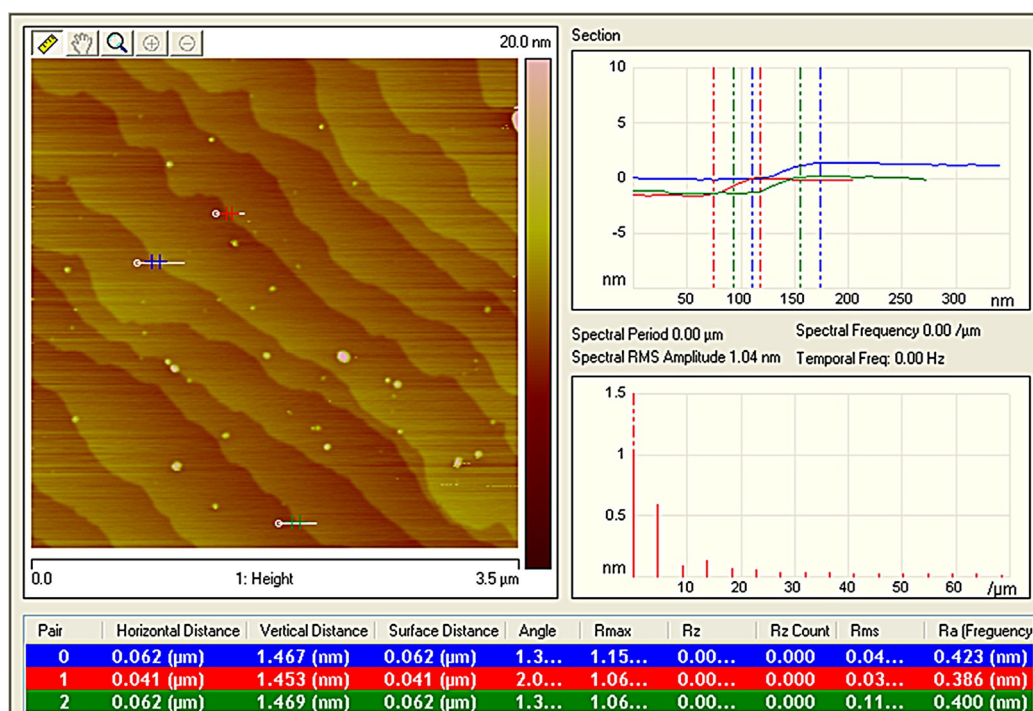 20.0 nm
0.0 1: Height 3.5 µm
Section
10
5
0
-5
nm
50 100 150 200 250 300 nm
Spectral Period 0.00 µm Spectral Frequency 0.00 /µm
Spectral RMS Amplitude 1.04 nm Temporal Freq: 0.00 Hz
1.5
1
0.5
nm
10 20 30 40 50 60 /µm
Pair Horizontal Distance Vertical Distance Surface Distance Angle Rmax Rz Rz Count Rms Ra (Freguency
0 0.062 (µm) 1.467 (nm) 0.062 (µm) 1.3... 1.15... 0.00... 0.000 0.04... 0.423 (nm)
1 0.041 (µm) 1.453 (nm) 0.041 (µm) 2.0... 1.06... 0.00... 0.000 0.03... 0.386 (nm)
2 0.062 (µm) 1.469 (nm) 0.062 (µm) 1.3... 1.06... 0.00... 0.000 0.11... 0.400 (nm)